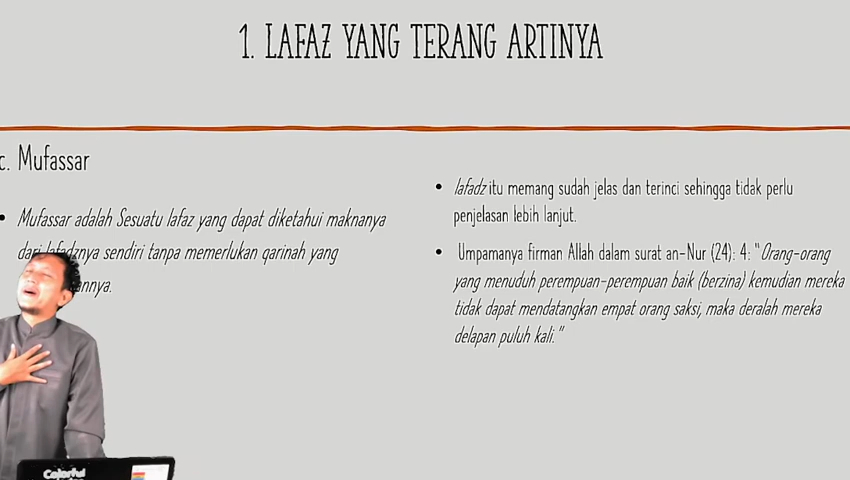 1. LAFAZ YANG TERANG ARTINYA
c. Mufassar
• Mufassar adalah Sesuatu lafaz yang dapat diketahui maknanya
dari lafadznya sendiri tanpa memerlukan qarinah yang
annya.
• lafadz itu memang sudah jelas dan terinci sehingga tidak perlu
penjelasan lebih lanjut.
• Umpamanya firman Allah dalam surat an-Nur (24): 4: "Orang-orang
yang menuduh perempuan-perempuan baik (berzina) kemudian mereka
tidak dapat mendatangkan empat orang saksi, maka deralah mereka
delapan puluh kali."
Colorful